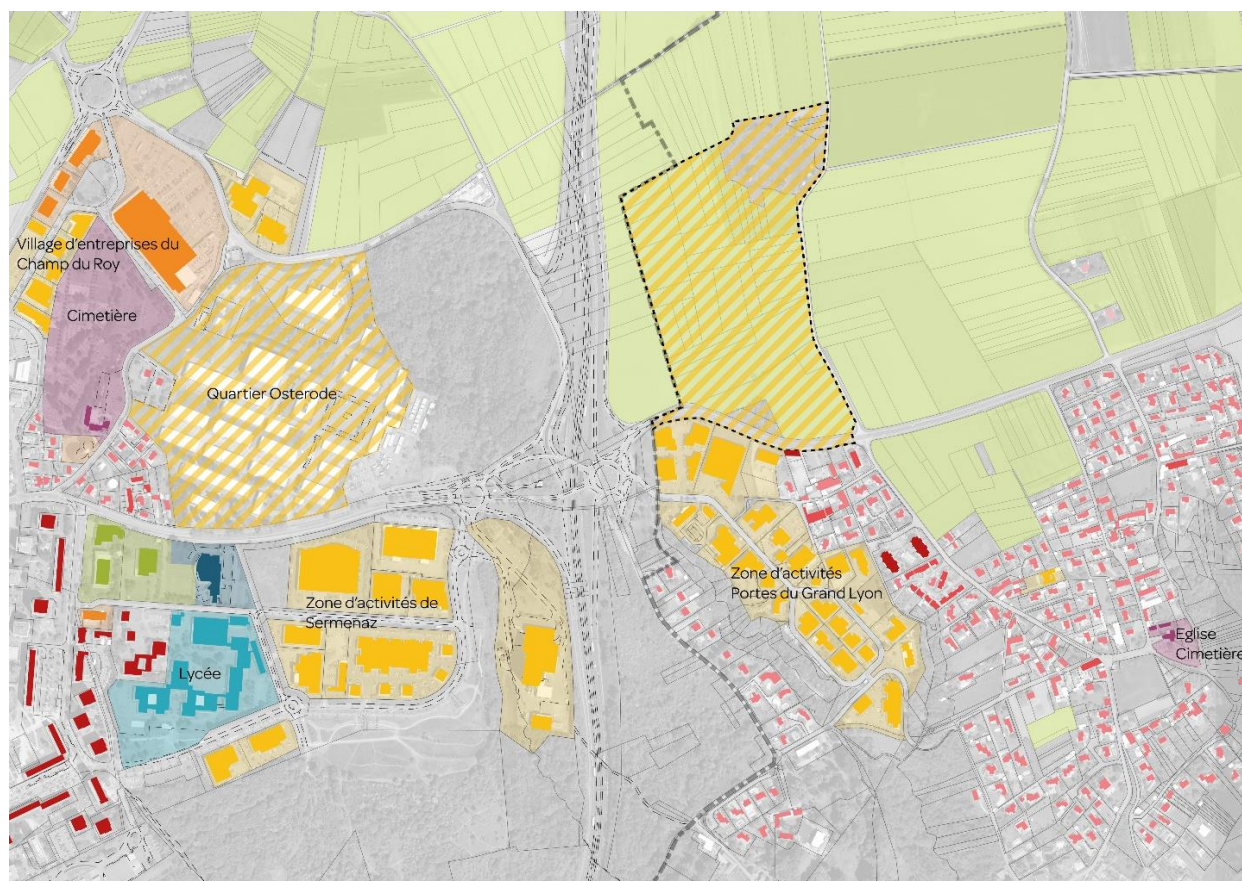 Village d'entreprises du
Champ du Roy
Cimetière
Quartier Osterode
Zone d'activités de
Sermenaz
Lycée
Zone d'activités
Portes du Grand Lyon
Eglise
Cimetière